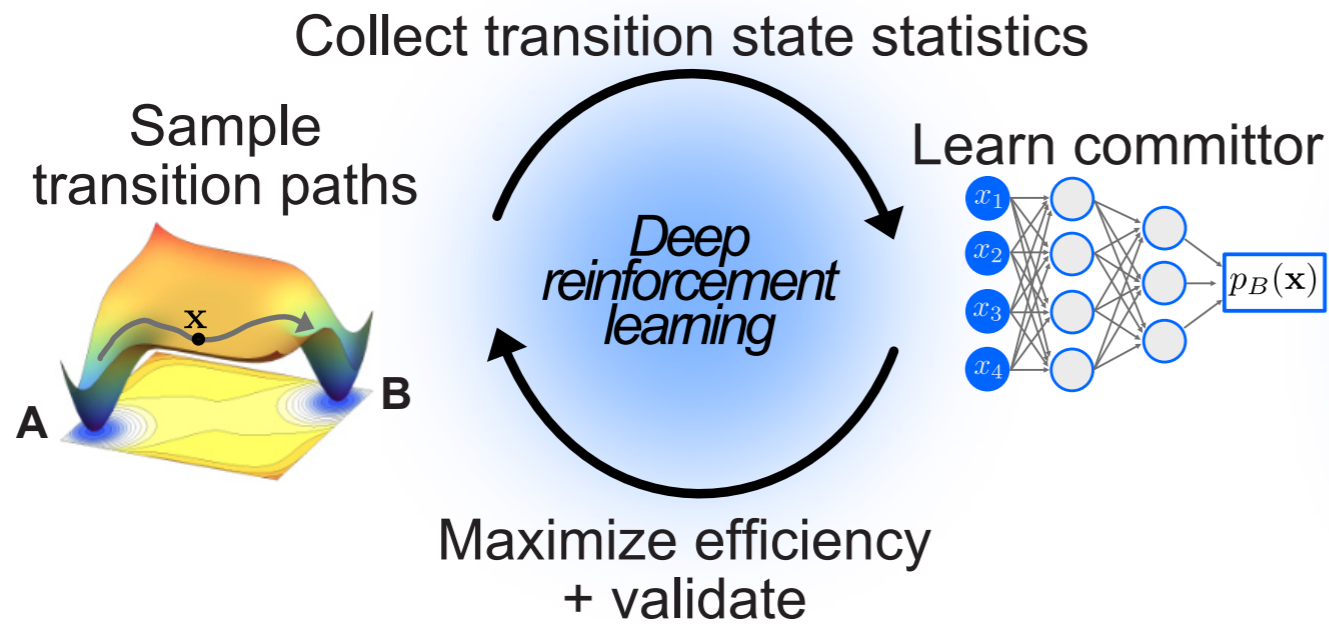 Collect transition state statistics
Sample
transition paths
x
A
B
Deep
reinforcement
learning
Learn committor
x₁
x₂
x₃
x₄
p_B(x)
Maximize efficiency
+ validate